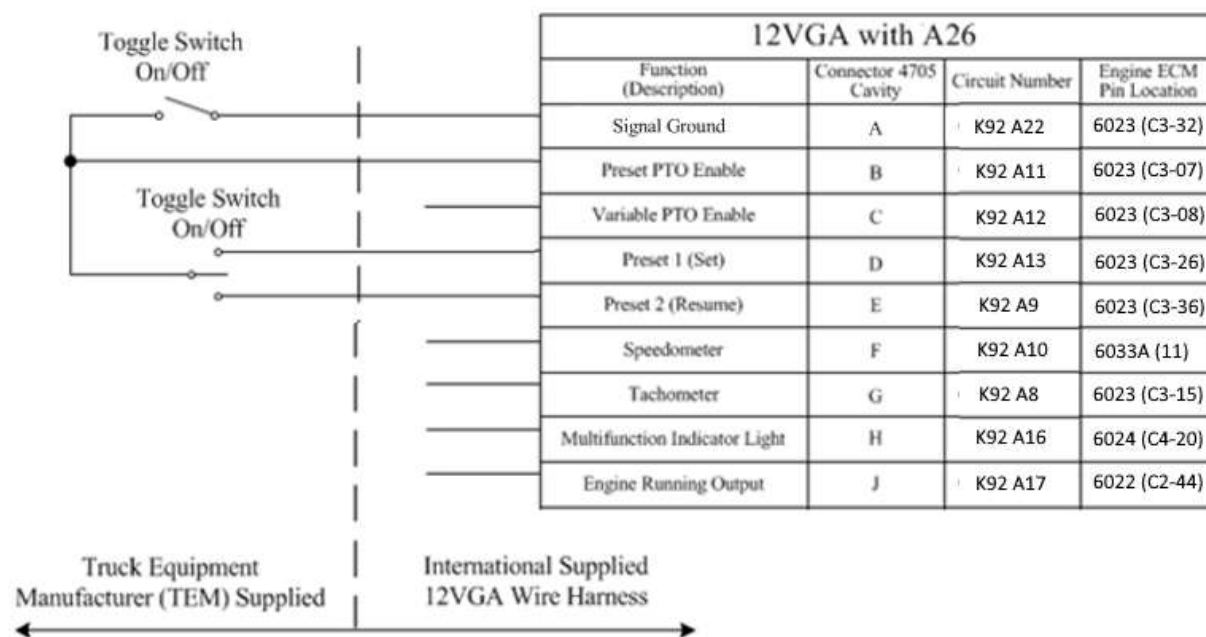 12VGA with A26
Toggle Switch
On/Off
Function
(Description)
Connector 4705
Cavity
Circuit Number
Engine ECM
Pin Location
Signal Ground A K92 A22 6023 (C3-32)
Preset PTO Enable B K92 A11 6023 (C3-07)
Toggle Switch
On/Off
Variable PTO Enable C K92 A12 6023 (C3-08)
Preset 1 (Set) D K92 A13 6023 (C3-26)
Preset 2 (Resume) E K92 A9 6023 (C3-36)
Speedometer F K92 A10 6033A (11)
Tachometer G K92 A8 6023 (C3-15)
Multifunction Indicator Light H K92 A16 6024 (C4-20)
Engine Running Output J K92 A17 6022 (C2-44)
Truck Equipment
Manufacturer (TEM) Supplied
International Supplied
12VGA Wire Harness